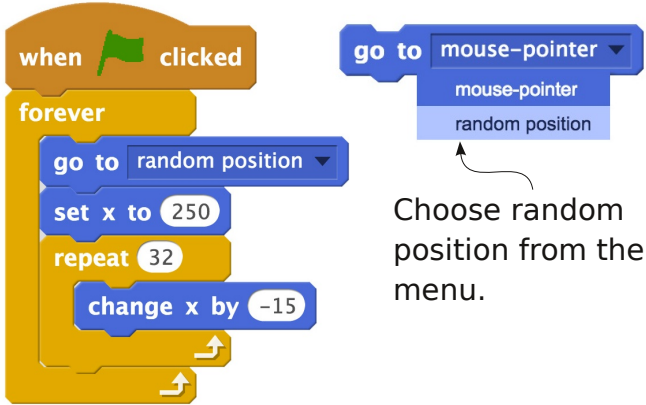 when clicked
forever
go to random position
set x to 250
repeat 32
change x by -15
go to mouse-pointer
mouse-pointer
random position
Choose random
position from the
menu.